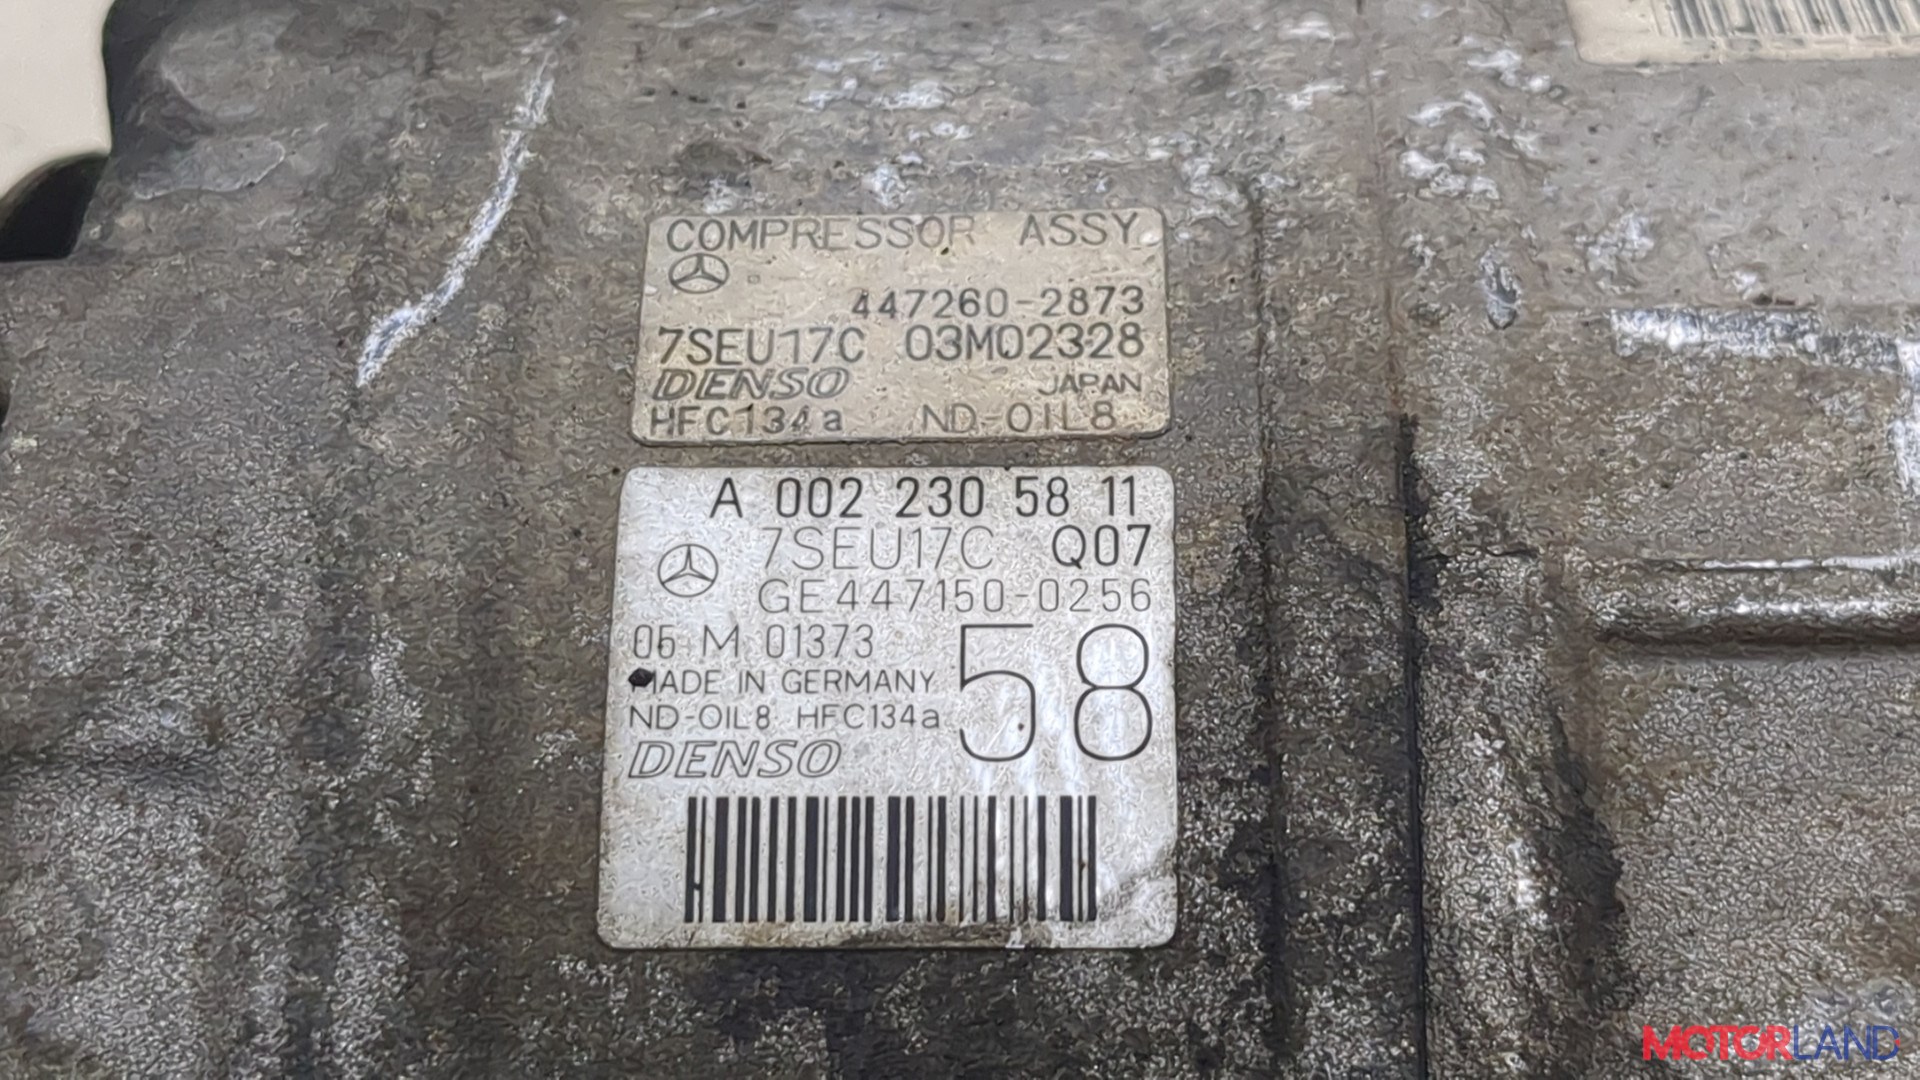 COMPRESSOR ASSY
447260-2873
7SEU17C 03M02328
DENSO JAPAN
HFC134a ND-OIL8
A 002 230 58 11
7SEU17C Q07
GE447150-0256
06 M 01373
58
MADE IN GERMANY
ND-OIL8 HFC134a
DENSO
MOTORLAND